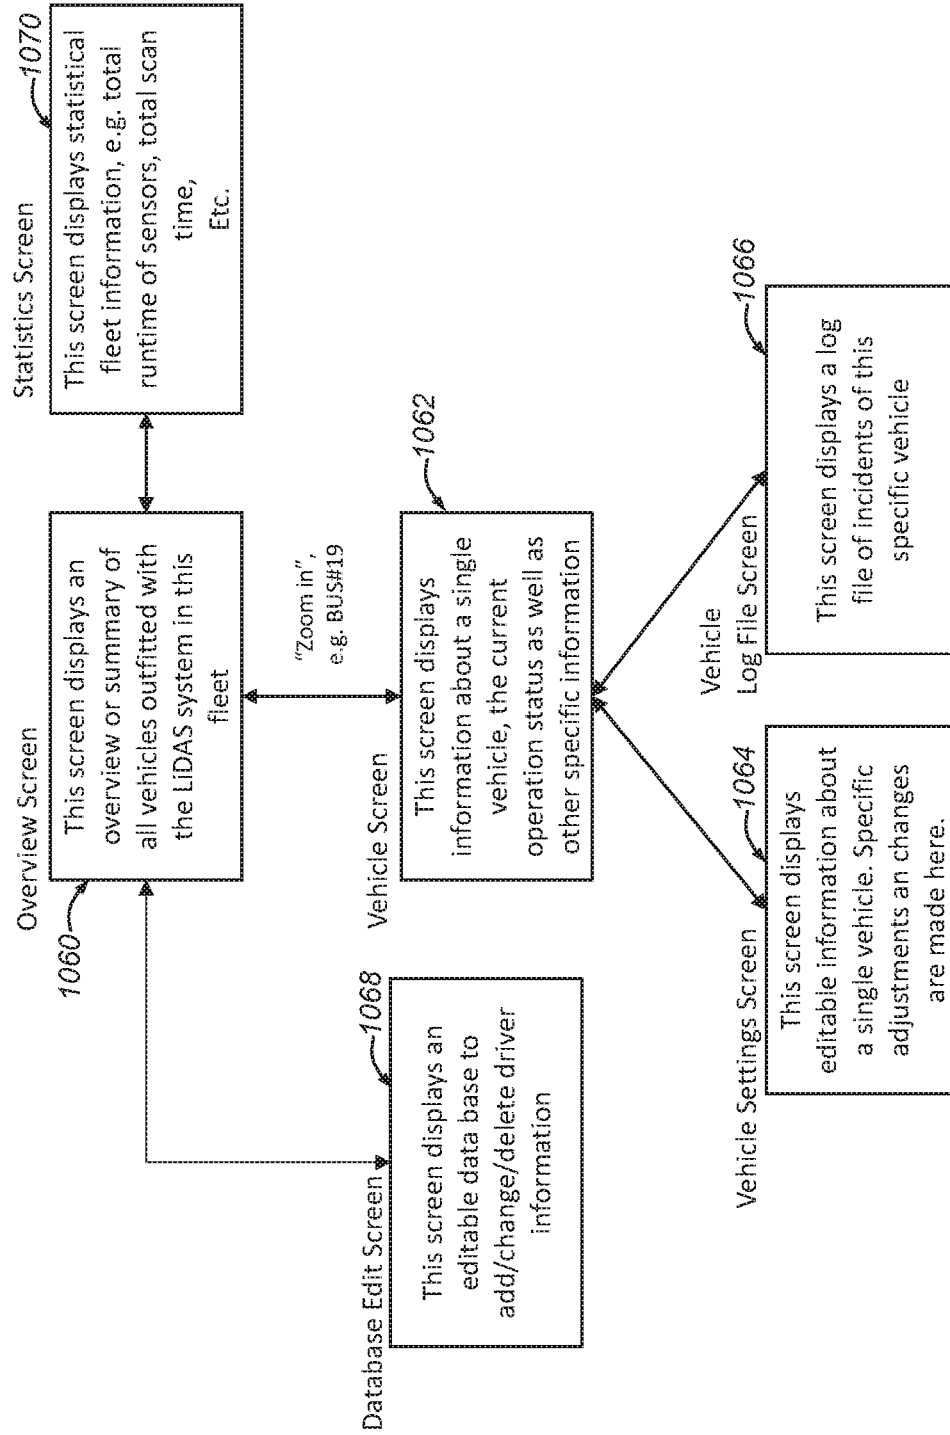 Overview Screen
1060
This screen displays an
overview or summary of
all vehicles outfitted with
the LiDAS system in this
fleet
Statistics Screen
1070
This screen displays statistical
fleet information, e.g. total
runtime of sensors, total scan
time,
Etc.
"Zoom in",
e.g. BUS#19
Database Edit Screen
1068
This screen displays an
editable data base to
add/change/delete driver
information
Vehicle Screen
1062
This screen displays
information about a single
vehicle, the current
operation status as well as
other specific information
Vehicle Settings Screen
1064
This screen displays
editable information about
a single vehicle. Specific
adjustments an changes
are made here.
Vehicle
Log File Screen
1066
This screen displays a log
file of incidents of this
specific vehicle